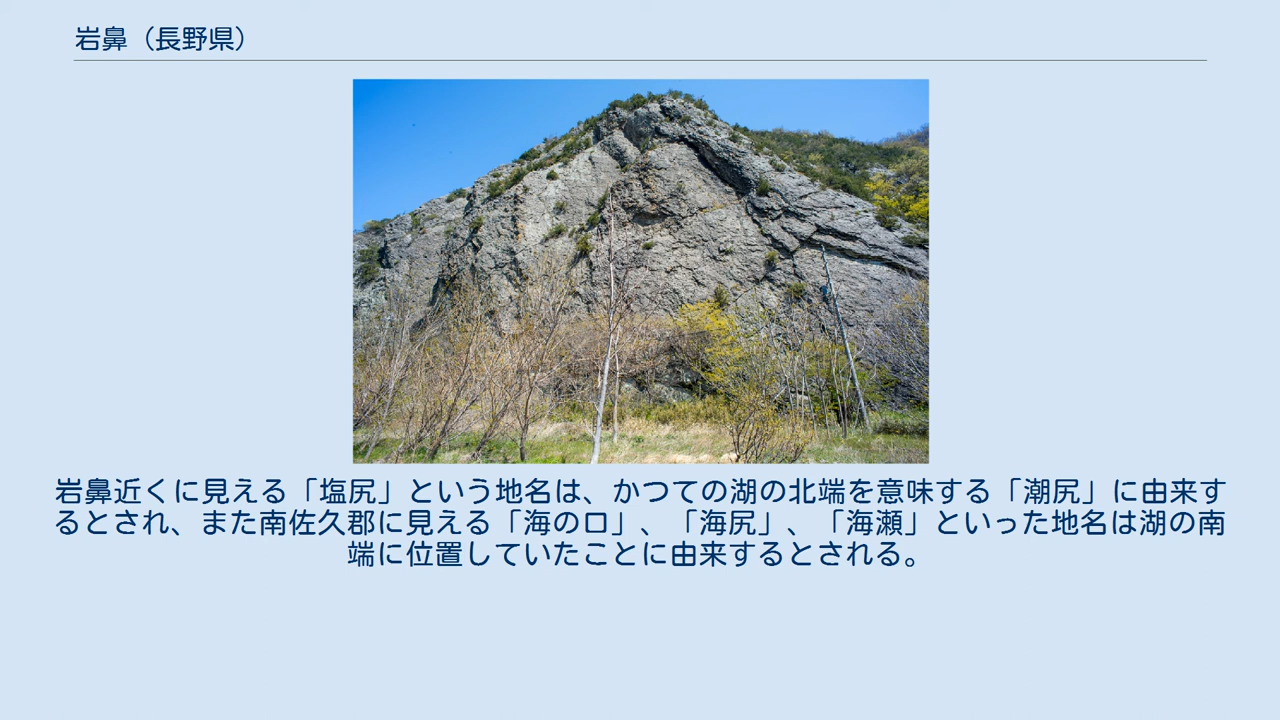 岩鼻（長野県）
岩鼻近くに見える「塩尻」という地名は、かつての湖の北端を意味する「潮尻」に由来す
るとされ、また南佐久郡に見える「海の口」、「海尻」、「海瀬」といった地名は湖の南
端に位置していたことに由来するとされる。